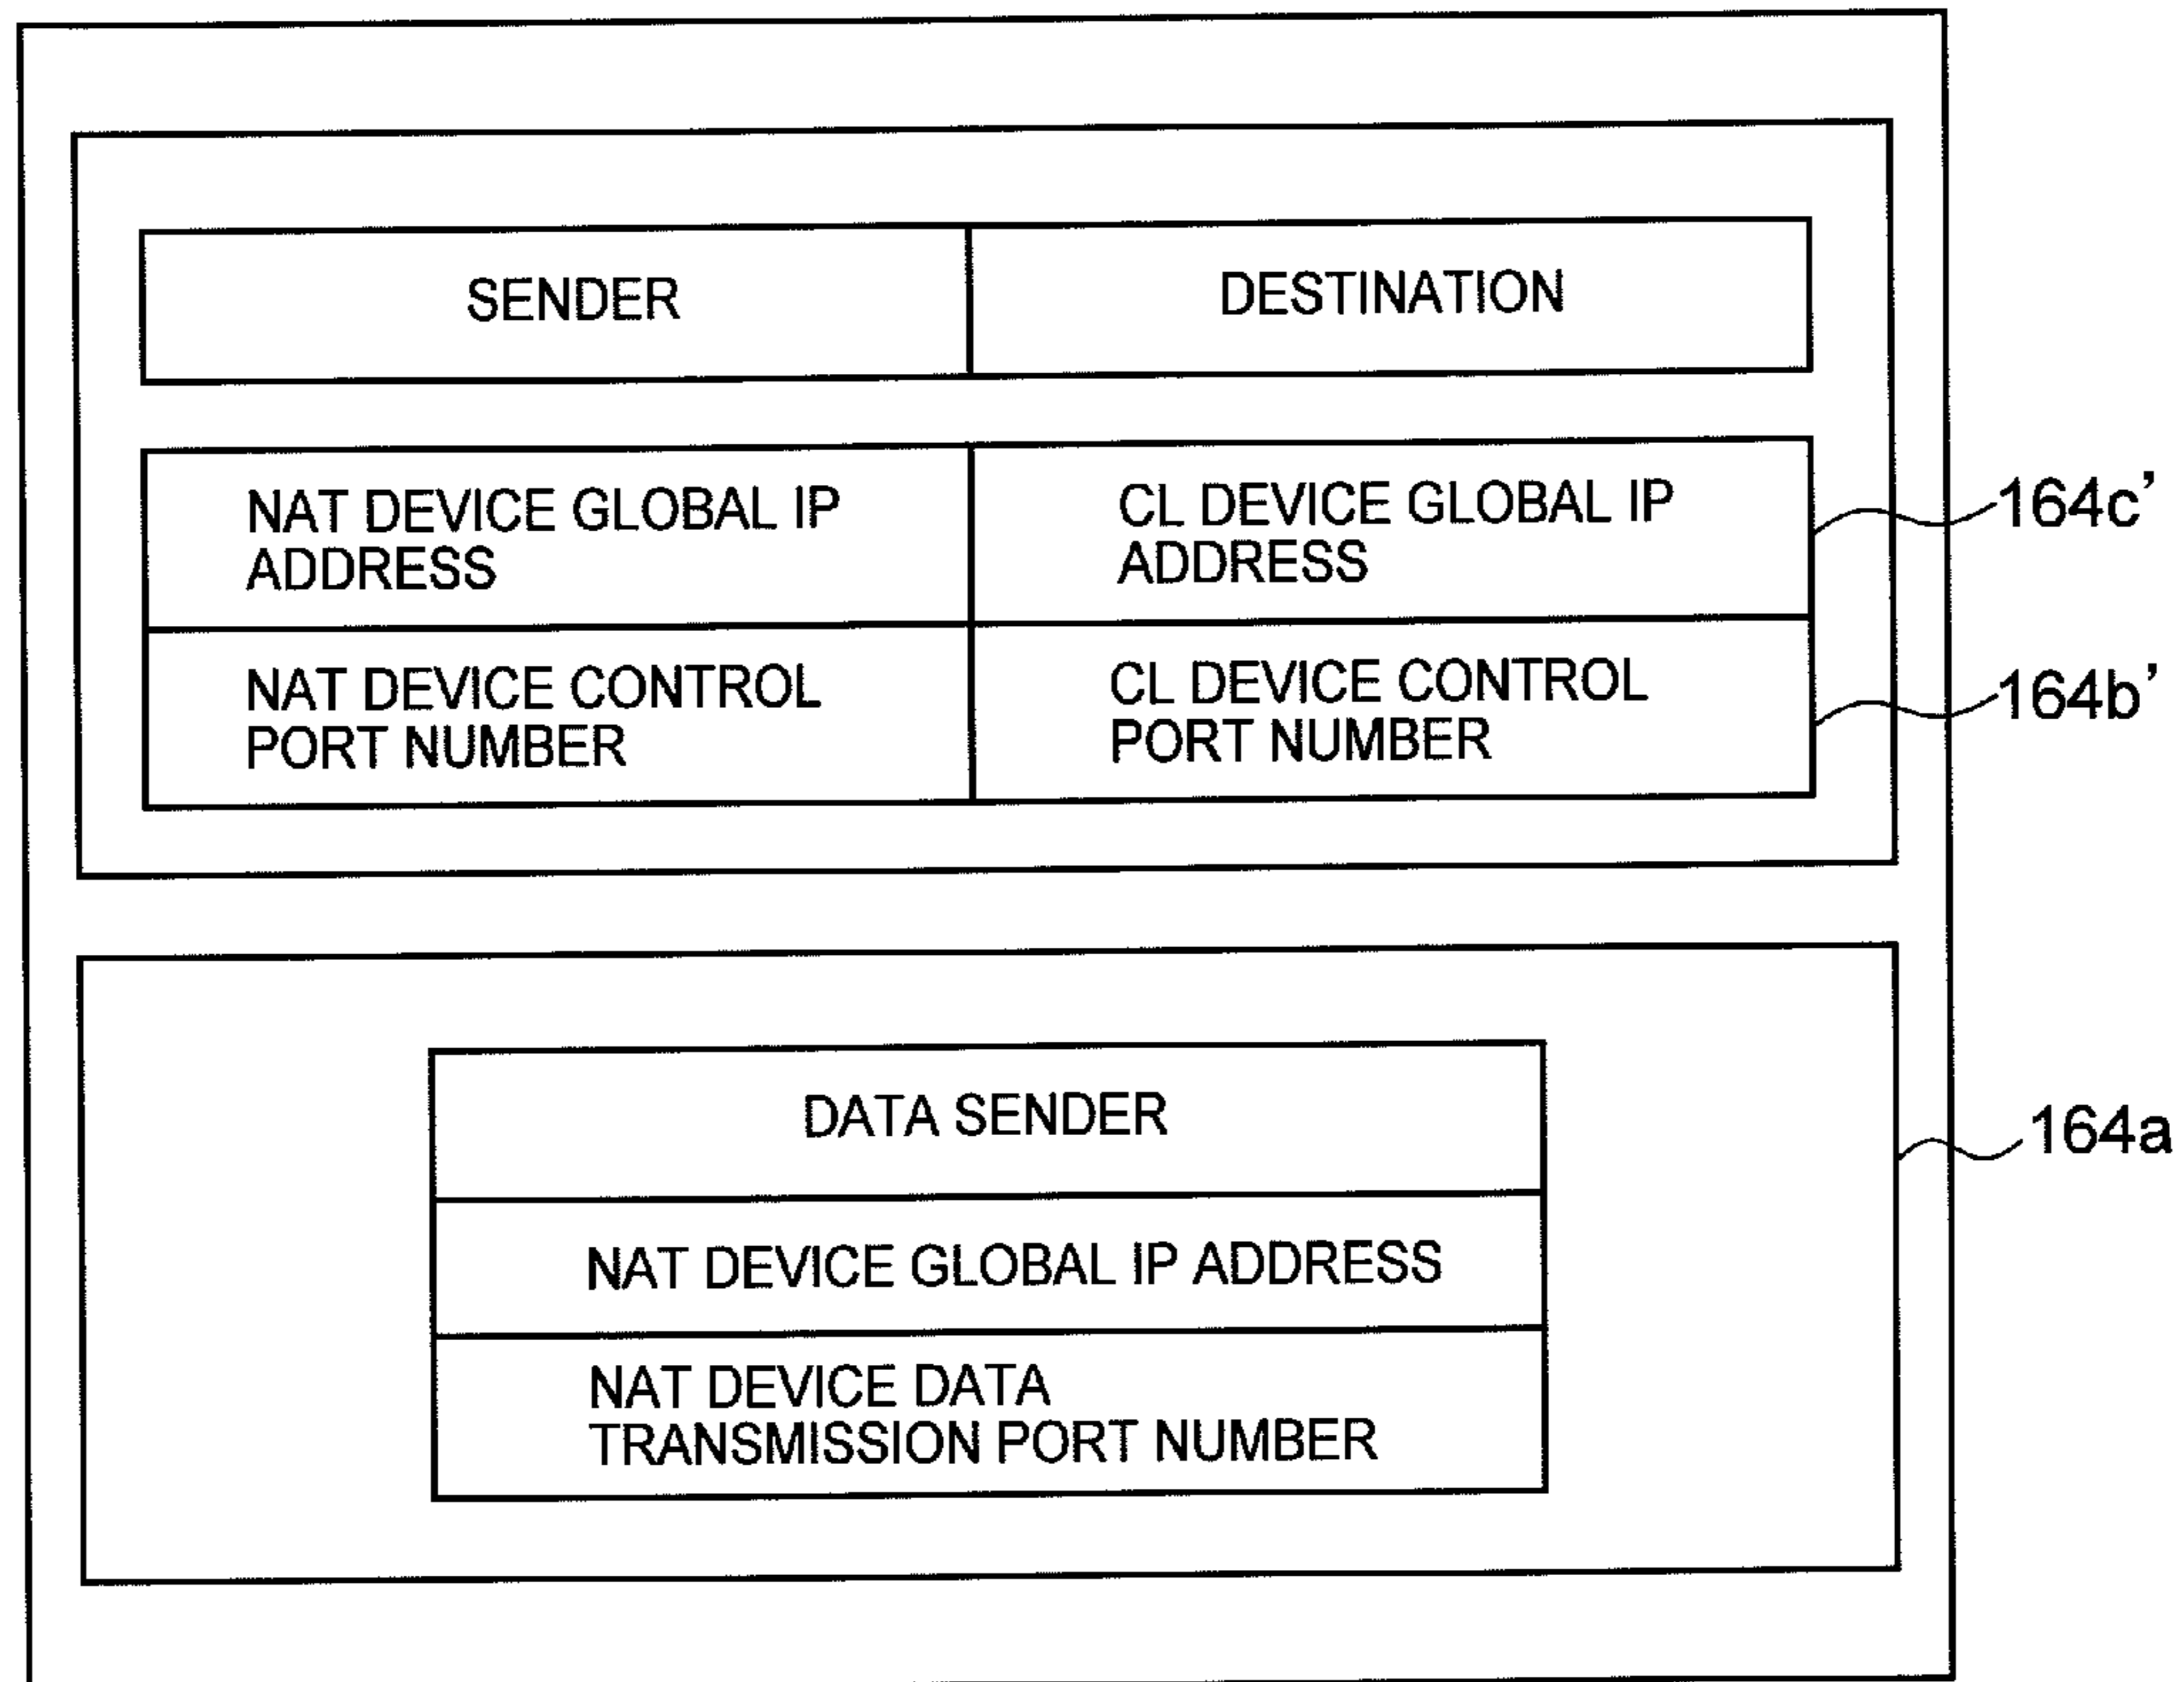 SENDER
DESTINATION
NAT DEVICE GLOBAL IP
ADDRESS
CL DEVICE GLOBAL IP
ADDRESS
164c'
NAT DEVICE CONTROL
PORT NUMBER
CL DEVICE CONTROL
PORT NUMBER
164b'
DATA SENDER
164a
NAT DEVICE GLOBAL IP ADDRESS
NAT DEVICE DATA
TRANSMISSION PORT NUMBER